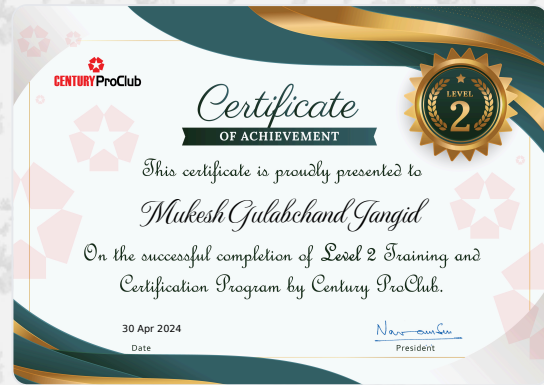 CENTURY ProClub
Certificate
OF ACHIEVEMENT
LEVEL
2
This certificate is proudly presented to
Mukesh Gulabchand Jangid
On the successful completion of Level 2 Training and
Certification Program by Century ProClub.
30 Apr 2024
Date
President